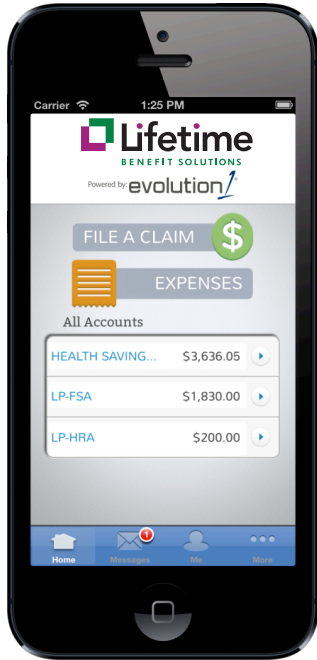 Carrier 1:25 PM
Lifetime
BENEFIT SOLUTIONS
Powered by: evolution1®
FILE A CLAIM $
EXPENSES
All Accounts
HEALTH SAVING... $3,636.05
LP-FSA $1,830.00
LP-HRA $200.00
1
Home Messages Me More